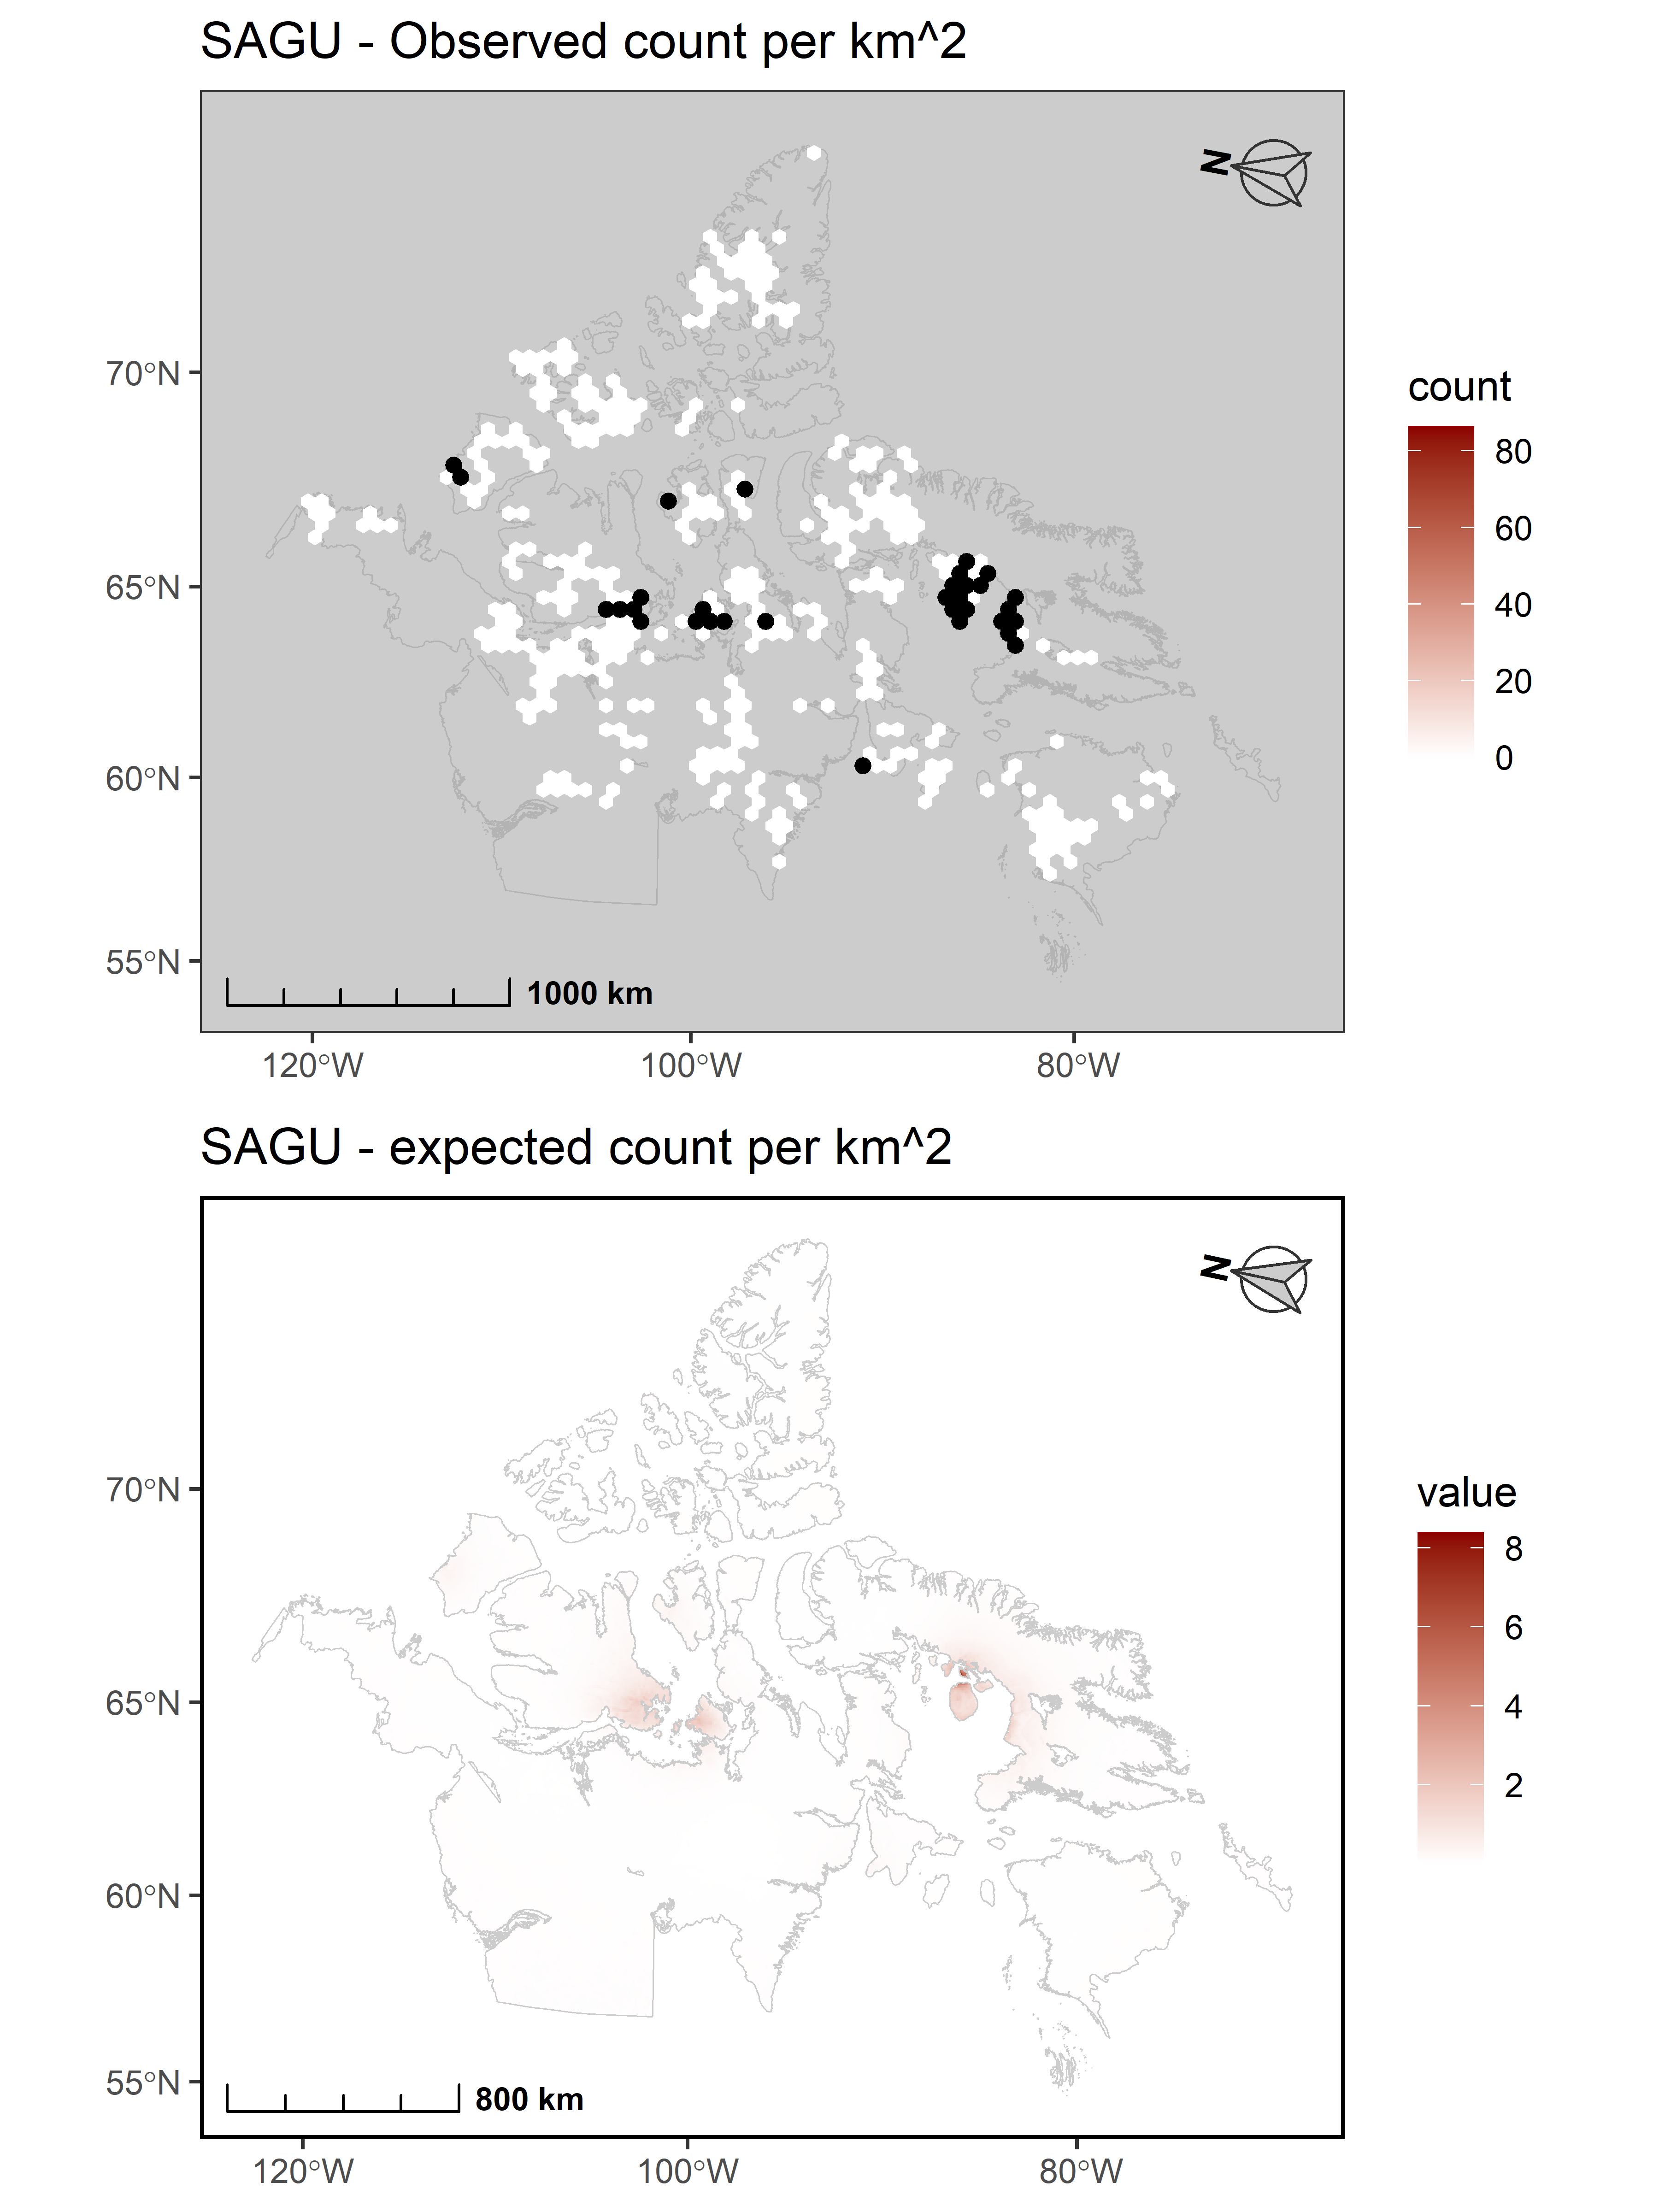 SAGU - Observed count per km^2
N
70°N
65°N
60°N
55°N
1000 km
120°W
100°W
80°W
count
80
60
40
20
0
SAGU - expected count per km^2
N
70°N
65°N
60°N
55°N
800 km
120°W
100°W
80°W
value
8
6
4
2